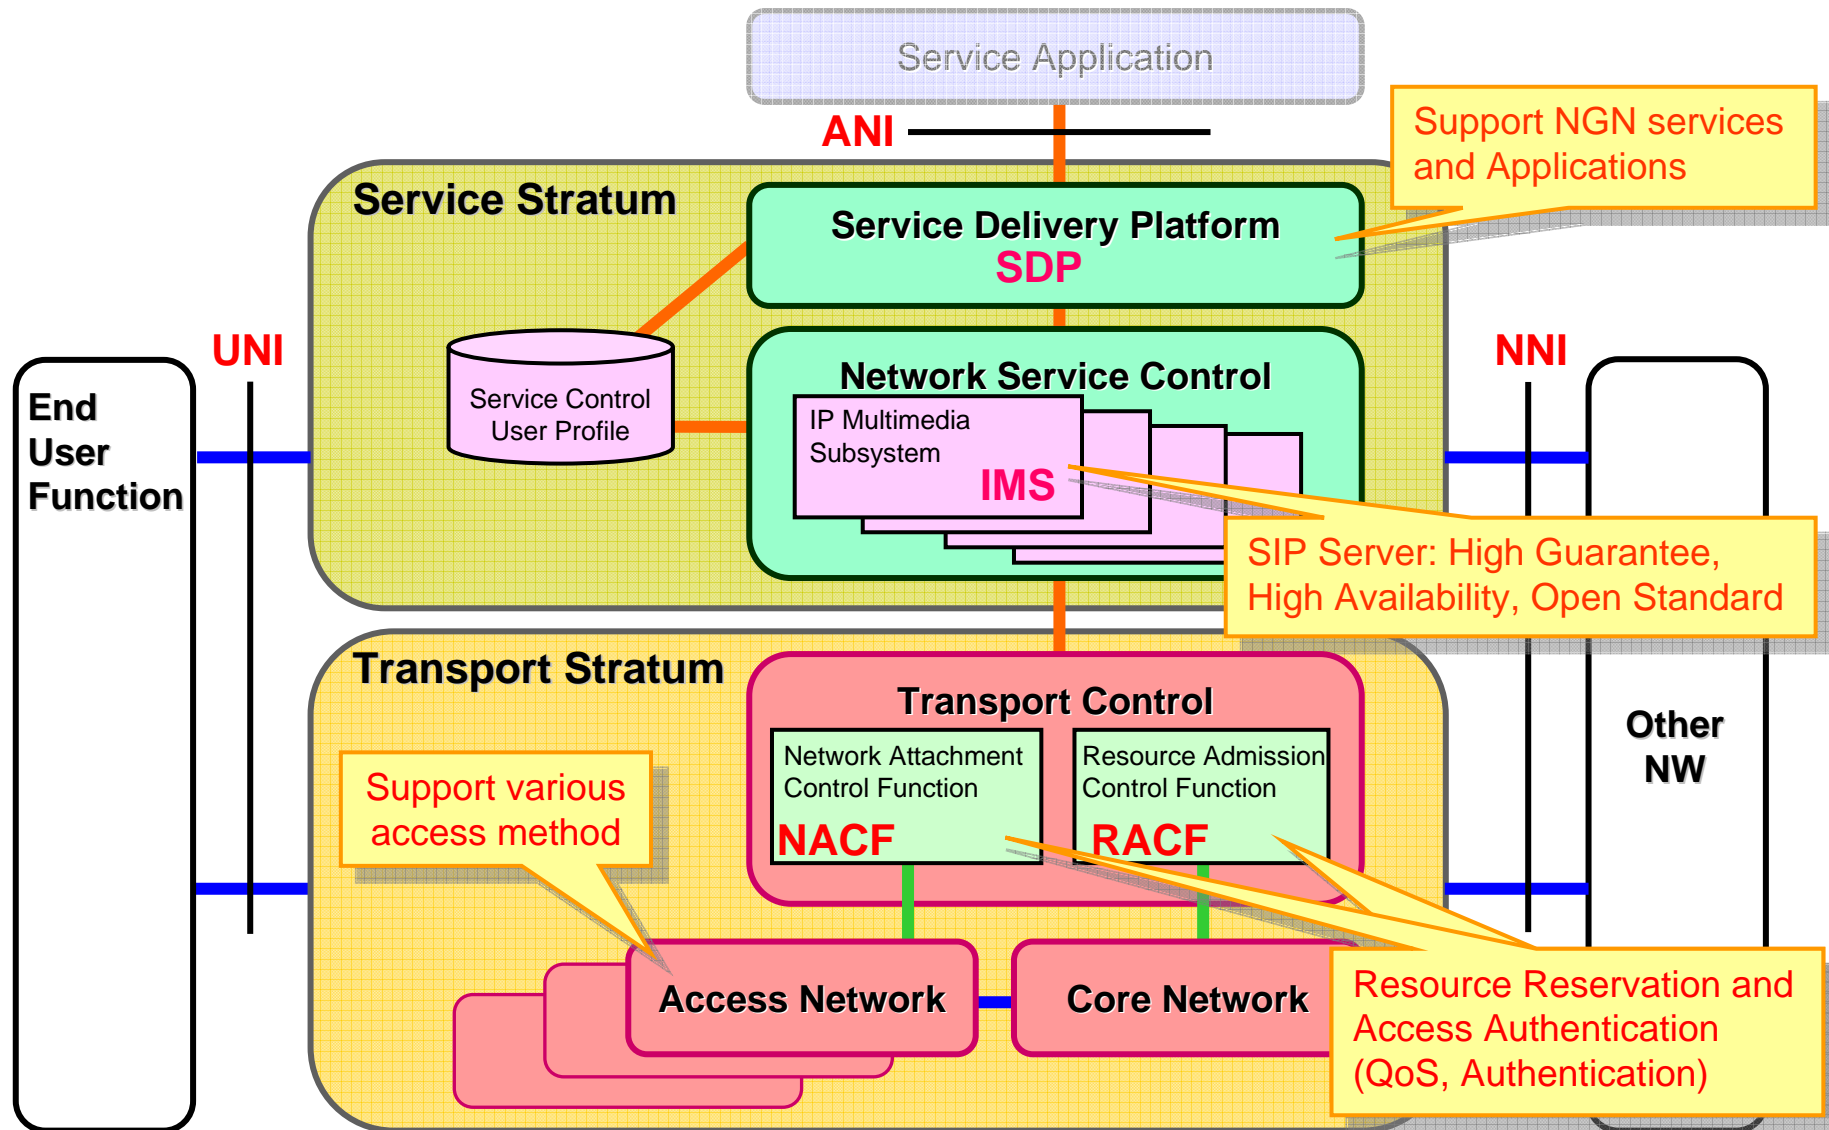 Service Application
ANI
Support NGN services
and Applications
Service Stratum
Service Delivery Platform
SDP
UNI
NNI
End
User
Function
Service Control
User Profile
Network Service Control
IP Multimedia
Subsystem
IMS
SIP Server: High Guarantee,
High Availability, Open Standard
Transport Stratum
Transport Control
Other
NW
Network Attachment
Control Function
NACF
Resource Admission
Control Function
RACF
Support various
access method
Access Network
Core Network
Resource Reservation and
Access Authentication
(QoS, Authentication)